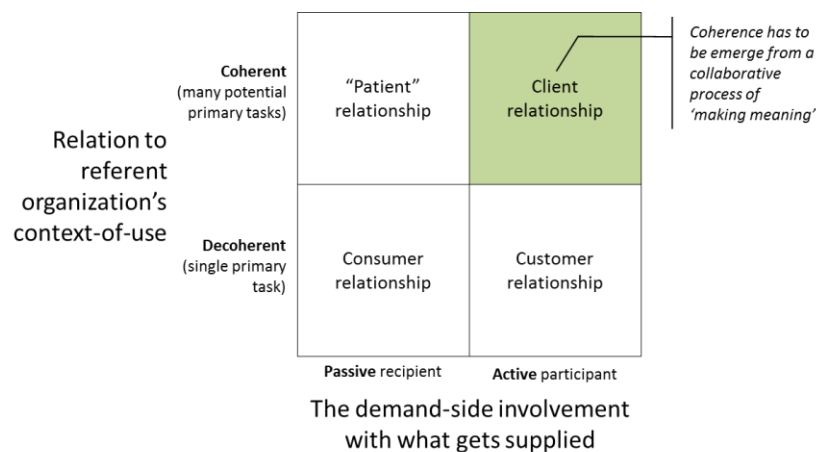 Coherent
(many potential
primary tasks)
“Patient”
relationship
Client
relationship
Coherence has to
be emerge from a
collaborative
process of
‘making meaning’
Relation to
referent
organization’s
context-of-use
Decoherent
(single primary
task)
Consumer
relationship
Customer
relationship
Passive recipient
Active participant
The demand-side involvement
with what gets supplied